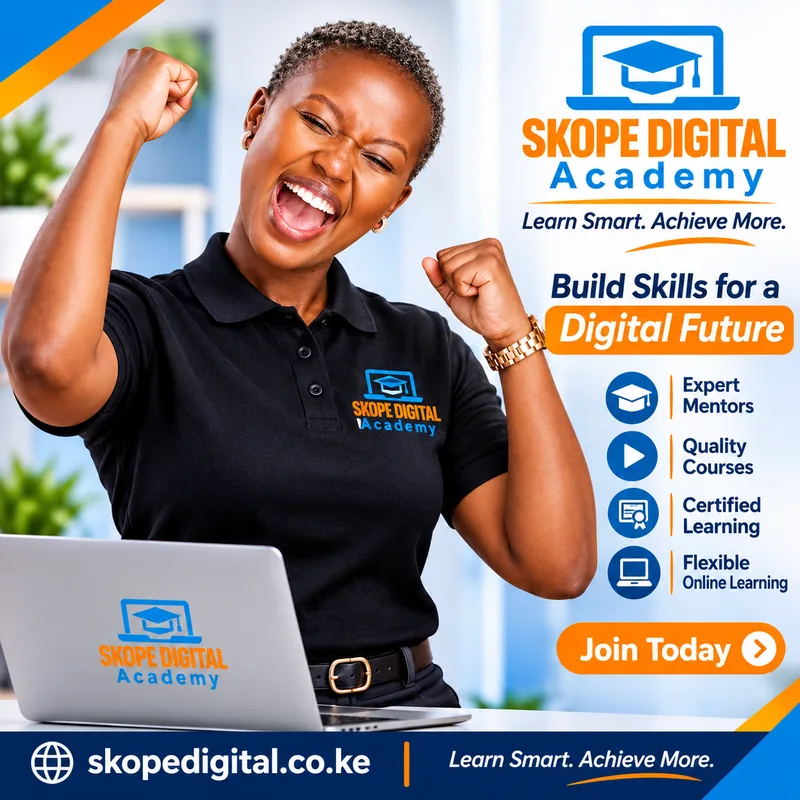 SKOPE DIGITAL
Academy
Learn Smart. Achieve More.
Build Skills for a
Digital Future
Expert
Mentors
Quality
Courses
Certified
Learning
Flexible
Online Learning
Join Today
SKOPE DIGITAL
Academy
SKOPE DIGITAL
Academy
skopedigital.co.ke
Learn Smart. Achieve More.